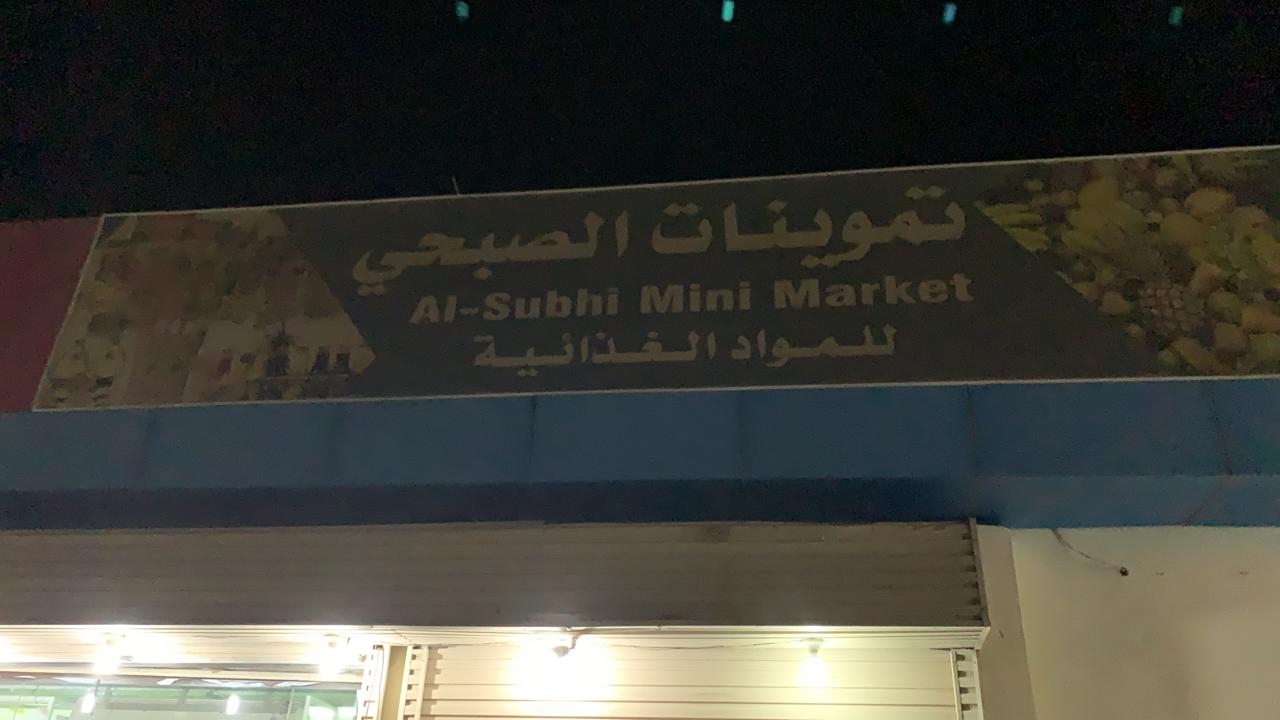 تموينات الصبحي
Al-Subhi Mini Market
للمواد الغذائية